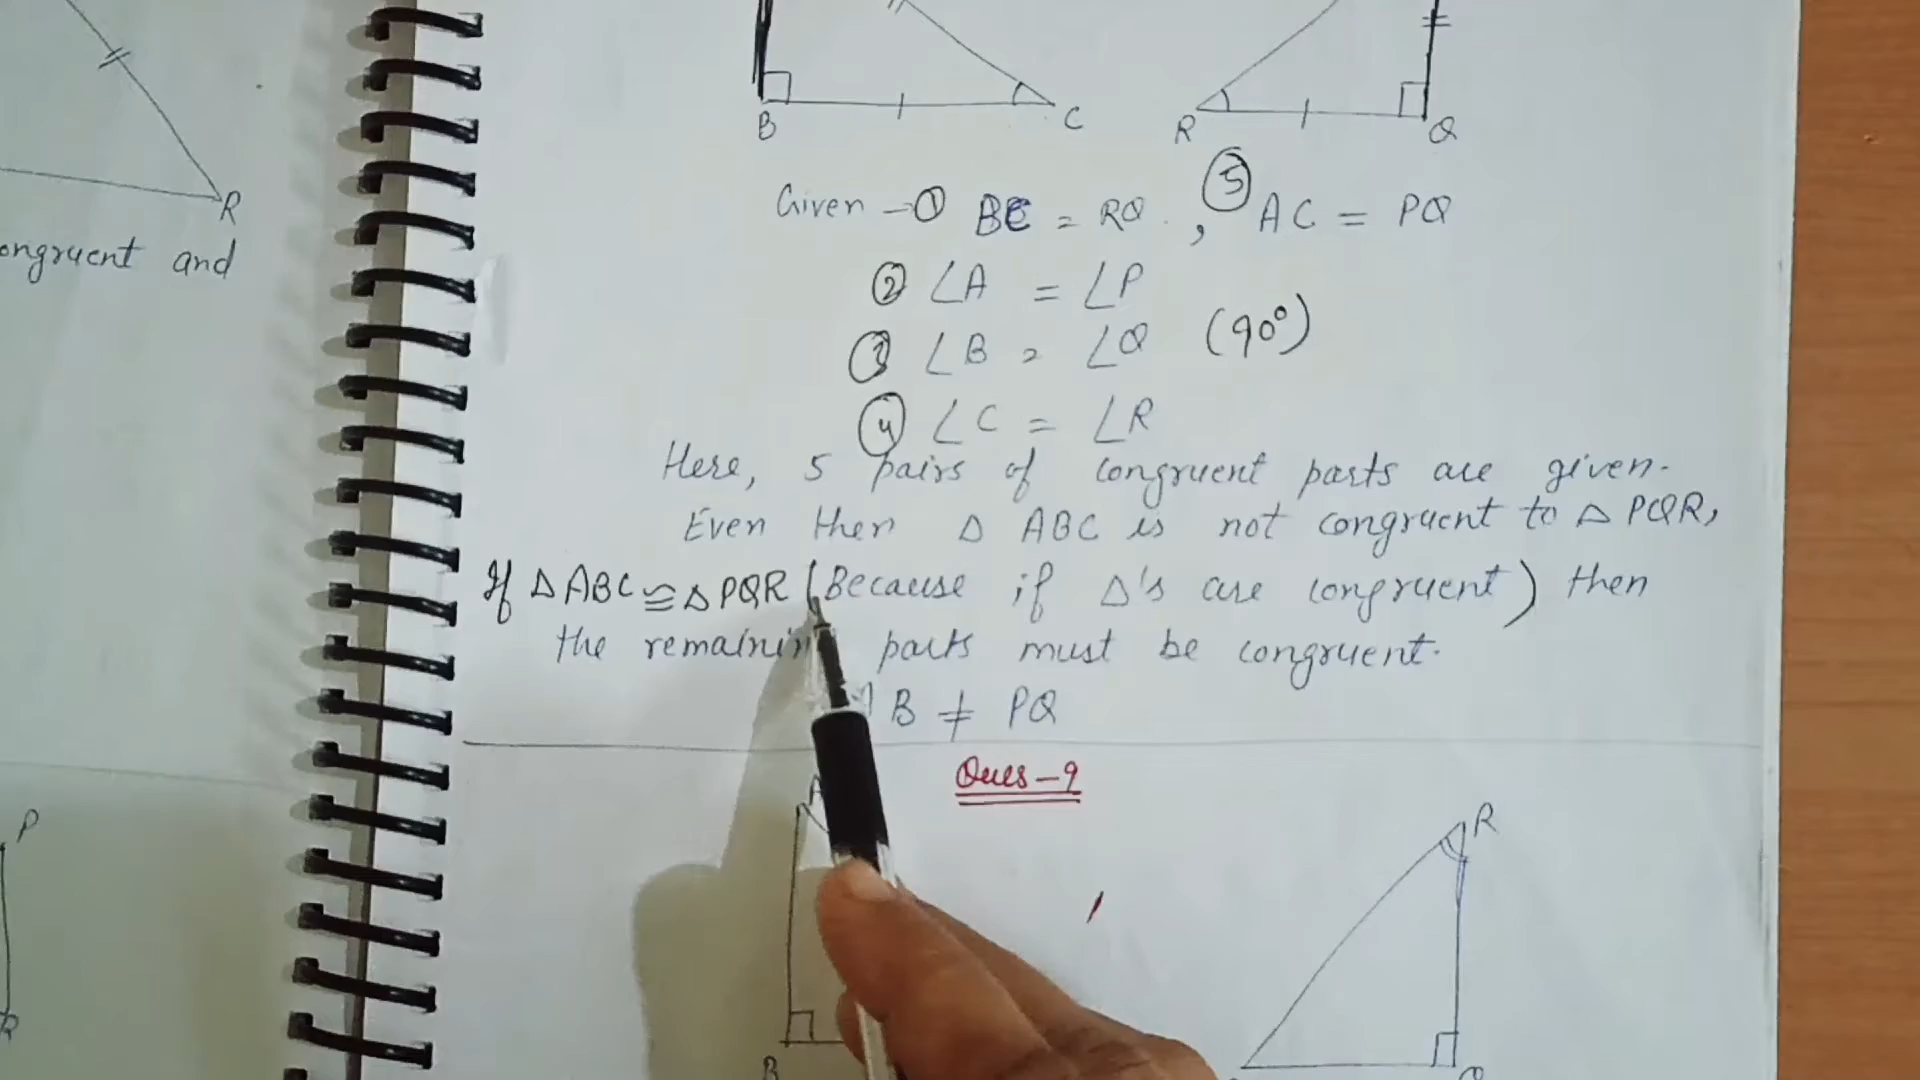 B C R Q
R
Given - ① BC = RQ , ⑤ AC = PQ
ongruent and
② ∠A = ∠P
③ ∠B = ∠Q (90°)
④ ∠C = ∠R
Here, 5 pairs of congruent parts are given.
Even then Δ ABC is not congruent to Δ PQR,
If Δ ABC ≅ Δ PQR (Because if Δ's are congruent) then
the remainin parts must be congruent.
B ≠ PQ
Ques-9
A R
P
B Q